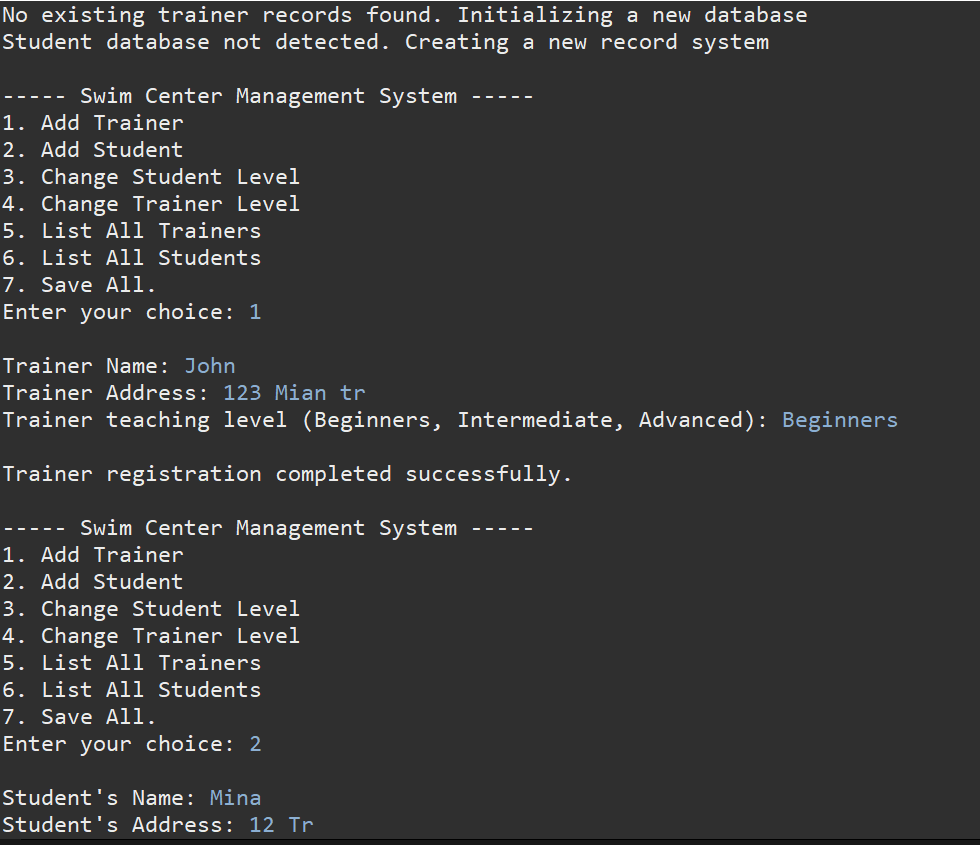 No existing trainer records found. Initializing a new database
Student database not detected. Creating a new record system
----- Swim Center Management System -----
1. Add Trainer
2. Add Student
3. Change Student Level
4. Change Trainer Level
5. List All Trainers
6. List All Students
7. Save All.
Enter your choice: 1
Trainer Name: John
Trainer Address: 123 Mian tr
Trainer teaching level (Beginners, Intermediate, Advanced): Beginners
Trainer registration completed successfully.
----- Swim Center Management System -----
1. Add Trainer
2. Add Student
3. Change Student Level
4. Change Trainer Level
5. List All Trainers
6. List All Students
7. Save All.
Enter your choice: 2
Student's Name: Mina
Student's Address: 12 Tr